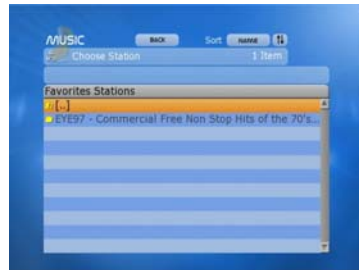 MUSIC BACK Sort NAME
Choose Station 1 Item
Favorites Stations
[..]
EYE97 - Commercial Free Non Stop Hits of the 70's...